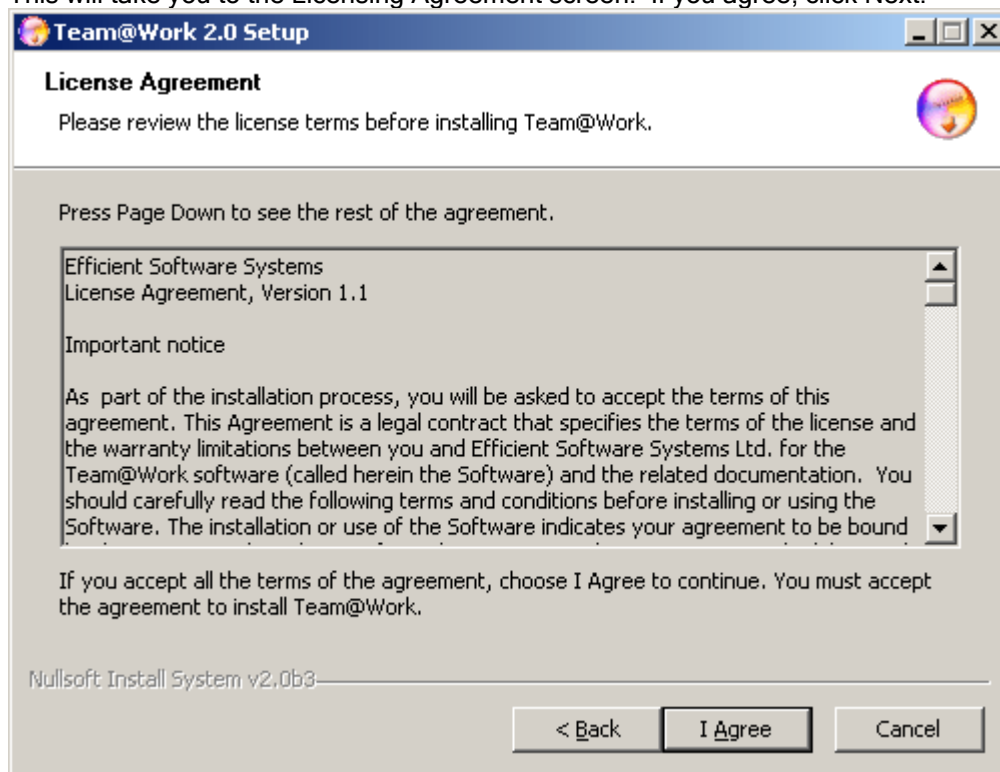 This will take you to the Licensing Agreement screen. If you agree, click Next.
Team@Work 2.0 Setup
License Agreement
Please review the license terms before installing Team@Work.
Press Page Down to see the rest of the agreement.
Efficient Software Systems
License Agreement, Version 1.1
Important notice
As  part of the installation process, you will be asked to accept the terms of this
agreement. This Agreement is a legal contract that specifies the terms of the license and
the warranty limitations between you and Efficient Software Systems Ltd. for the
Team@Work software (called herein the Software) and the related documentation.  You
should carefully read the following terms and conditions before installing or using the
Software. The installation or use of the Software indicates your agreement to be bound
If you accept all the terms of the agreement, choose I Agree to continue. You must accept
the agreement to install Team@Work.
Nullsoft Install System v2.0b3
< Back
I Agree
Cancel